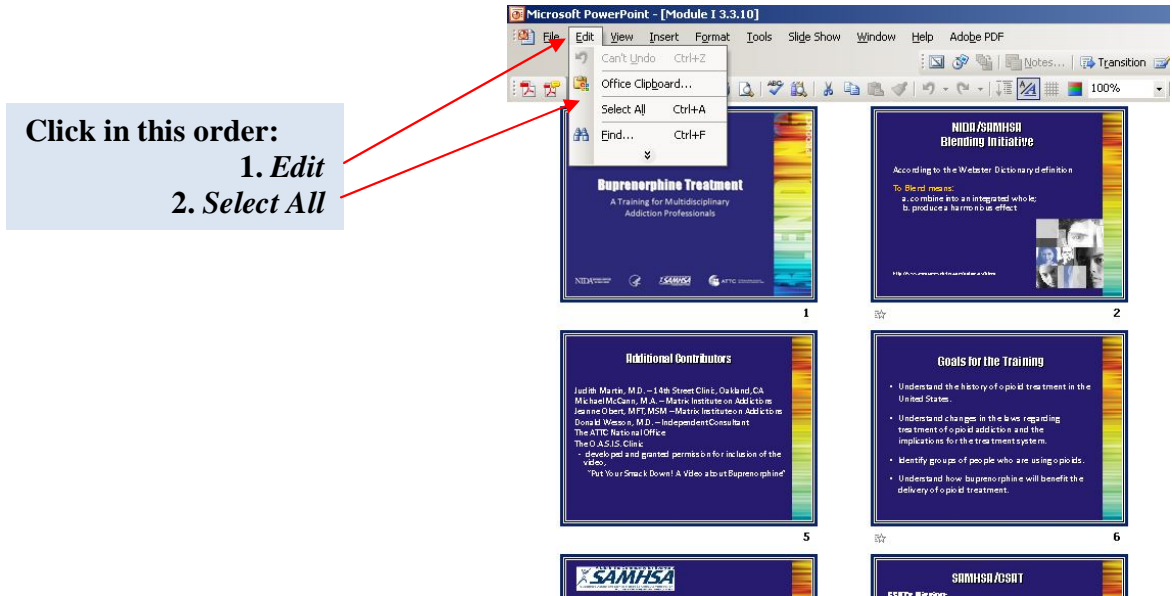 Microsoft PowerPoint - [Module I 3.3.10]
File Edit View Insert Format Tools Slide Show Window Help Adobe PDF
Notes... Transition
100%
Can't Undo Ctrl+Z
Office Clipboard...
Select All Ctrl+A
Find... Ctrl+F
Click in this order:
1. Edit
2. Select All
Buprenorphine Treatment
A Training for Multidisciplinary
Addiction Professionals
NIDA SAMHSA ATTC
1
NIDA/SAMHSA
Blending Initiative
According to the Webster Dictionary definition
To Blend means:
a. combine into an integrated whole;
b. produce a harmonious effect
2
Additional Contributors
Judith Martin, M.D. – 14th Street Clinic, Oakland, CA
Michael McCann, M.A. – Matrix Institute on Addictions
Jeanne Obert, MFT, MSM – Matrix Institute on Addictions
Donald Wesson, M.D. – Independent Consultant
The ATTC National Office
The O.A.S.I.S. Clinic
- developed and granted permission for inclusion of the
video,
"Put Your Smack Down! A Video about Buprenorphine"
5
Goals for the Training
• Understand the history of opioid treatment in the
United States.
• Understand changes in the laws regarding
treatment of opioid addiction and the
implications for the treatment system.
• Identify groups of people who are using opioids.
• Understand how buprenorphine will benefit the
delivery of opioid treatment.
6
SAMHSA
SAMHSA/CSAT